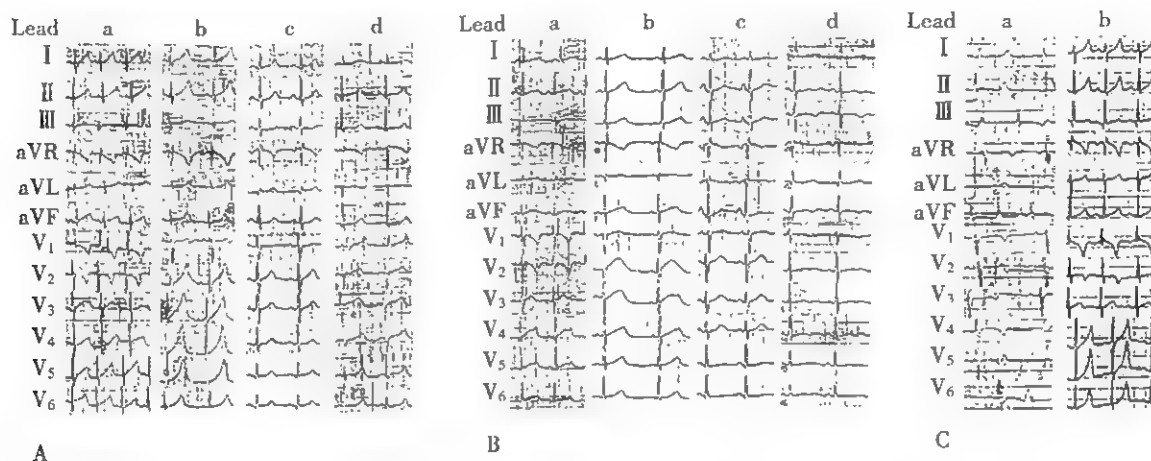 Lead a b c d
I
II
III
aVR
aVL
aVF
V1
V2
V3
V4
V5
V6
A
Lead a b c d
I
II
III
aVR
aVL
aVF
V1
V2
V3
V4
V5
V6
B
Lead a b
I
II
III
aVR
aVL
aVF
V1
V2
V3
V4
V5
V6
C